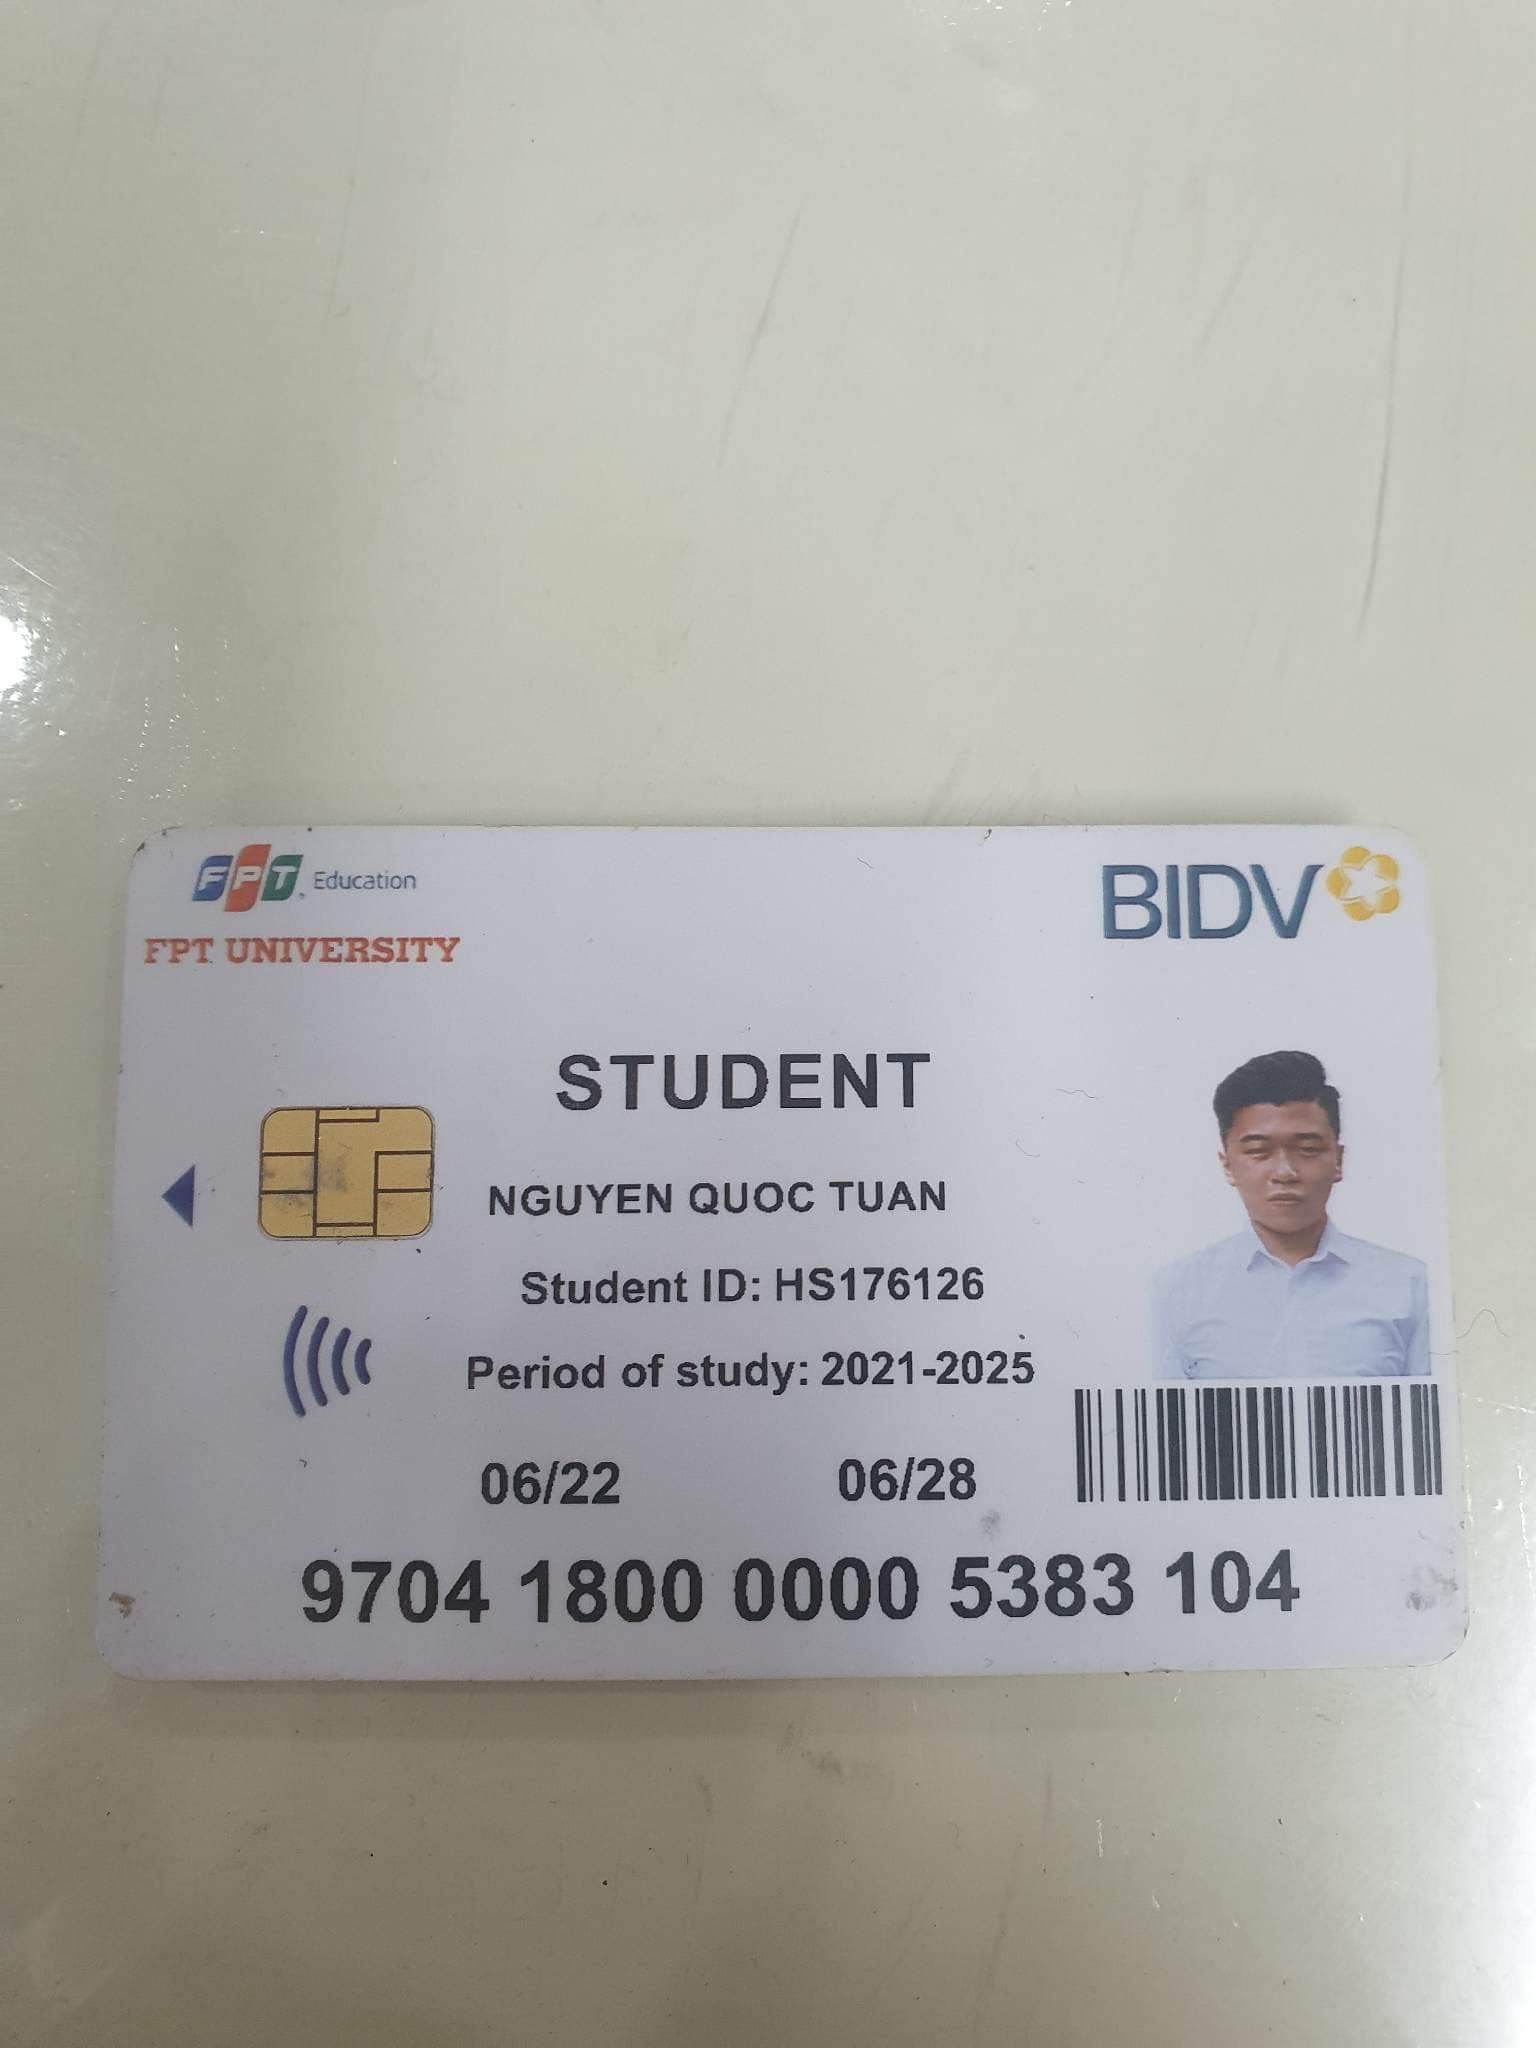 FPT Education
FPT UNIVERSITY
BIDV
STUDENT
NGUYEN QUOC TUAN
Student ID: HS176126
Period of study: 2021-2025
06/22 06/28
9704 1800 0000 5383 104